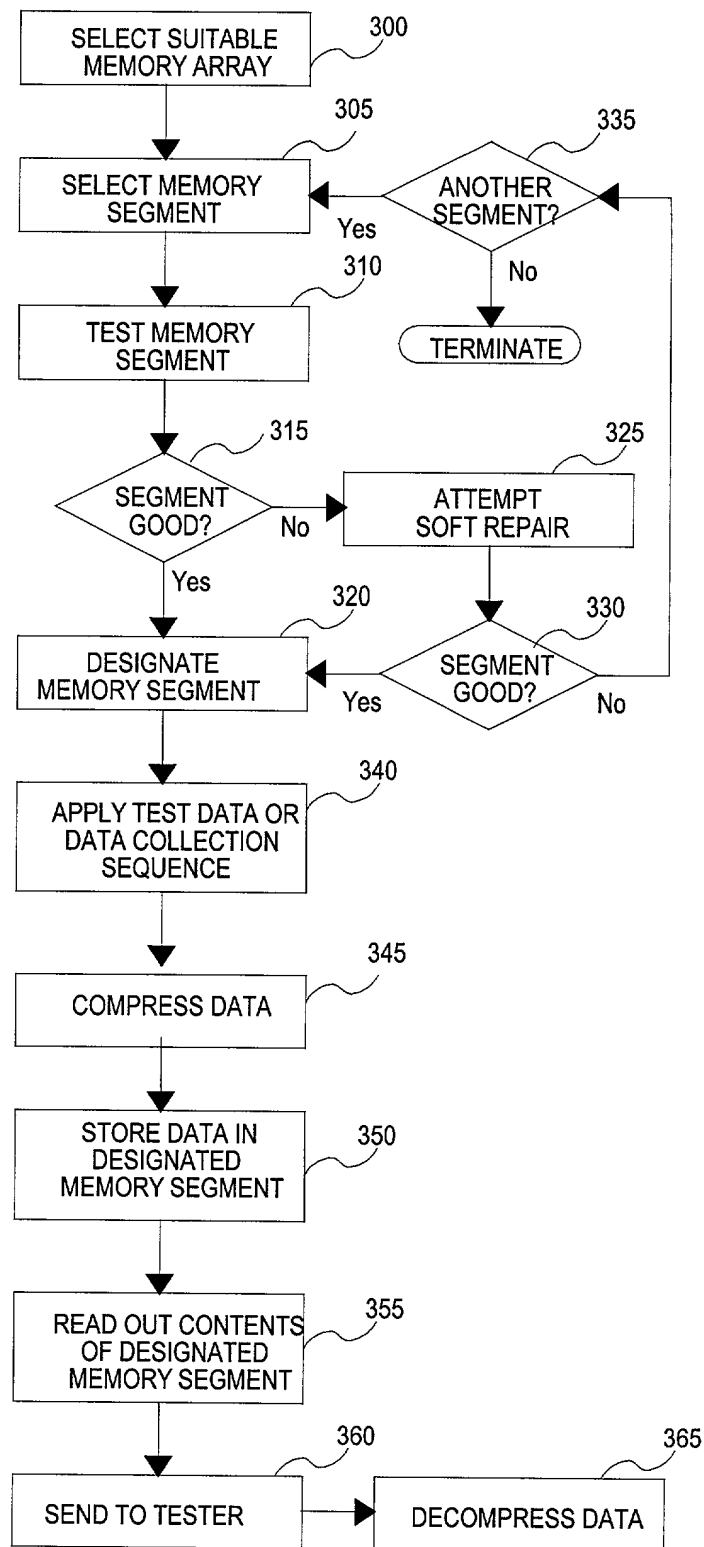 SELECT SUITABLE
MEMORY ARRAY
300
305
SELECT MEMORY
SEGMENT
335
ANOTHER
SEGMENT?
Yes
No
TERMINATE
310
TEST MEMORY
SEGMENT
315
SEGMENT
GOOD?
No
Yes
325
ATTEMPT
SOFT REPAIR
320
DESIGNATE
MEMORY SEGMENT
330
SEGMENT
GOOD?
Yes
No
340
APPLY TEST DATA OR
DATA COLLECTION
SEQUENCE
345
COMPRESS DATA
350
STORE DATA IN
DESIGNATED
MEMORY SEGMENT
355
READ OUT CONTENTS
OF DESIGNATED
MEMORY SEGMENT
360
SEND TO TESTER
365
DECOMPRESS DATA